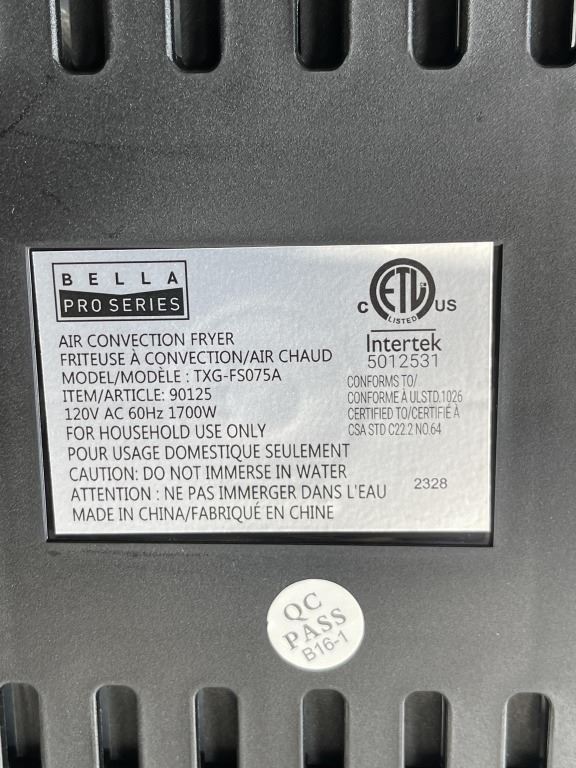 BELLA
PRO SERIES
AIR CONVECTION FRYER
FRITEUSE À CONVECTION/AIR CHAUD
MODEL/MODÈLE : TXG-FS075A
ITEM/ARTICLE: 90125
120V AC 60Hz 1700W
FOR HOUSEHOLD USE ONLY
POUR USAGE DOMESTIQUE SEULEMENT
CAUTION: DO NOT IMMERSE IN WATER
ATTENTION : NE PAS IMMERGER DANS L'EAU
MADE IN CHINA/FABRIQUÉ EN CHINE
C ETL US
LISTED
Intertek
5012531
CONFORMS TO/
CONFORME À ULSTD.1026
CERTIFIED TO/CERTIFIÉ À
CSA STD C22.2 NO.64
2328
QC
PASS
B16-1